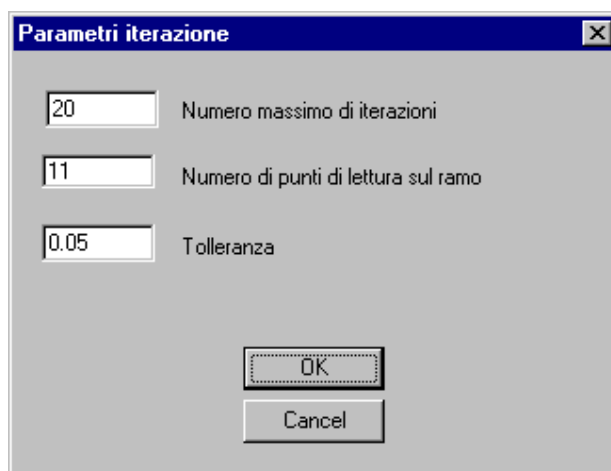 Parametri iterazione
20 Numero massimo di iterazioni
11 Numero di punti di lettura sul ramo
0.05 Tolleranza
OK
Cancel